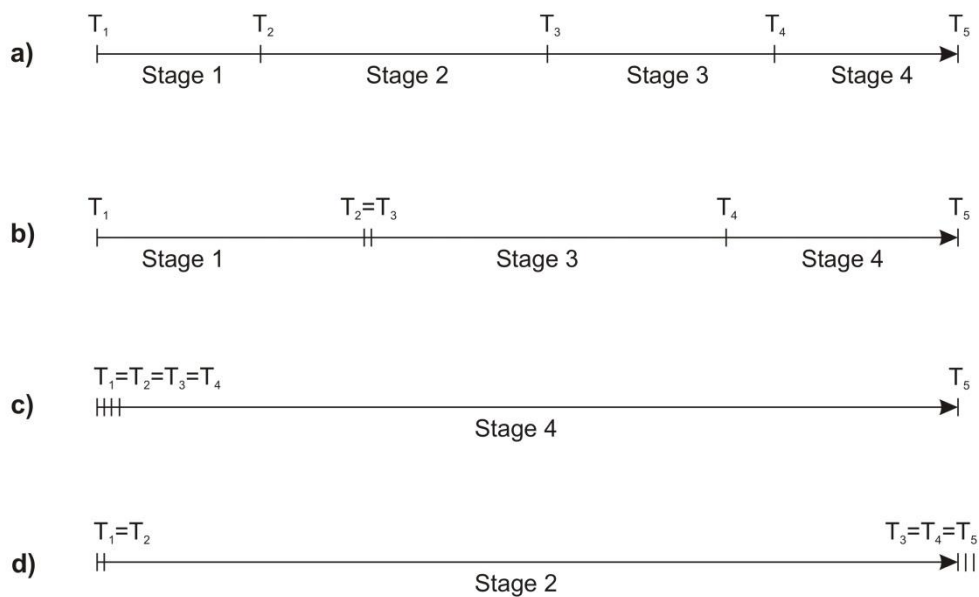 T₁ T₂ T₃ T₄ T₅
a)
Stage 1 Stage 2 Stage 3 Stage 4
T₁ T₂=T₃ T₄ T₅
b)
Stage 1 Stage 3 Stage 4
T₁=T₂=T₃=T₄ T₅
c)
Stage 4
T₁=T₂ T₃=T₄=T₅
d)
Stage 2